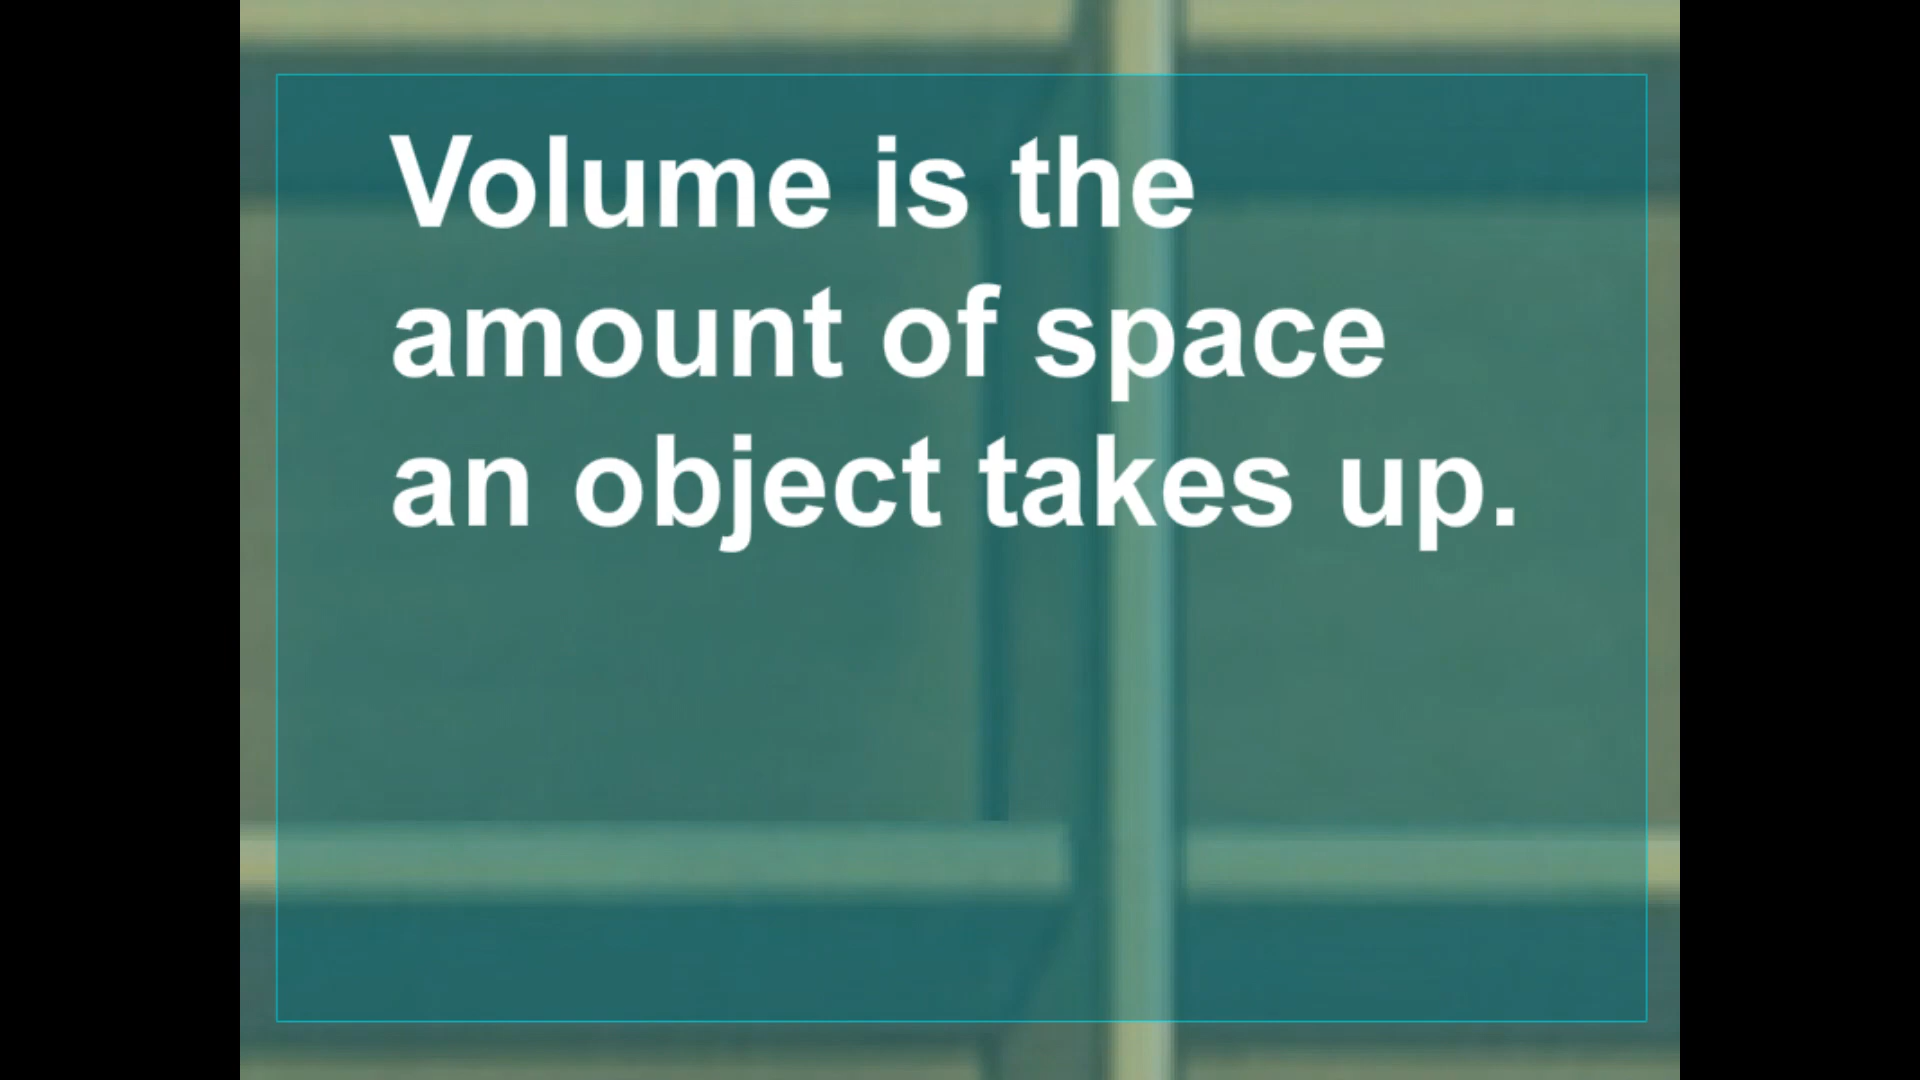 Volume is the
amount of space
an object takes up.